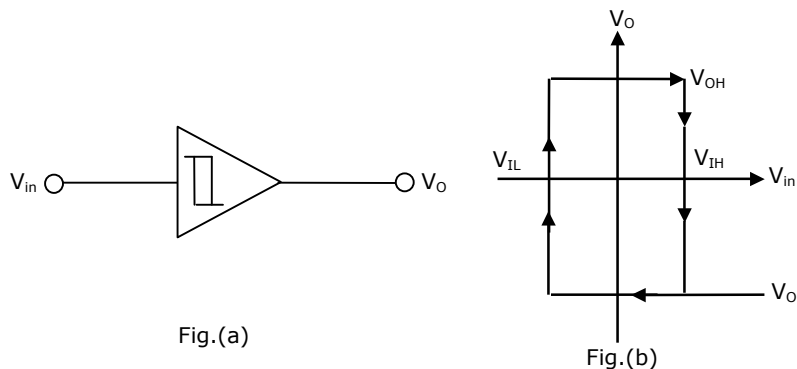 V_in
V_O
Fig.(a)
V_O
V_OH
V_IL
V_IH
V_in
V_O
Fig.(b)